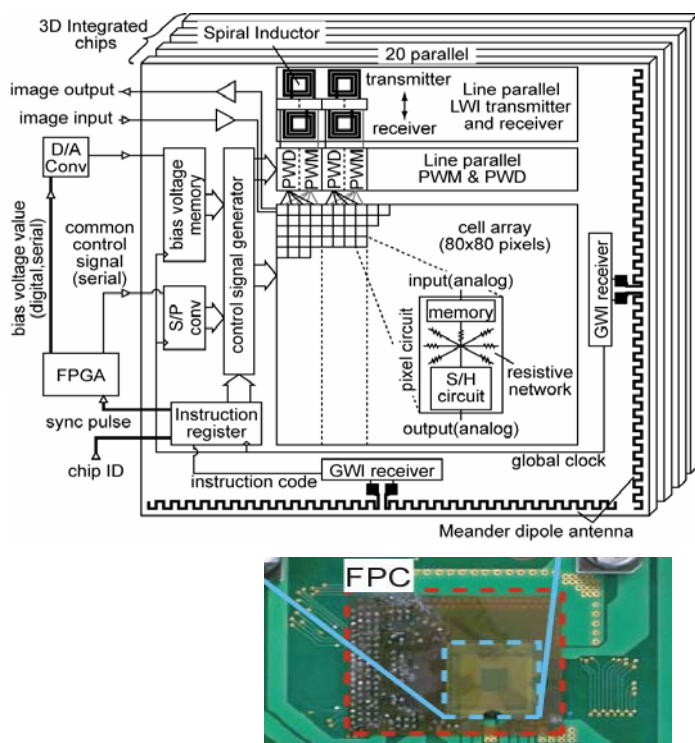 3D Integrated
chips
Spiral Inductor
20 parallel
image output
image input
transmitter
receiver
Line parallel
LWI transmitter
and receiver
D/A
Conv
PWD
PWM
PWD
PWM
Line parallel
PWM & PWD
bias voltage value
(digital,serial)
common
control
signal
(serial)
bias voltage
memory
S/P
conv
control signal generator
cell array
(80x80 pixels)
input(analog)
memory
pixel circuit
resistive
network
S/H
circuit
output(analog)
GWI receiver
FPGA
sync pulse
Instruction
register
chip ID
instruction code
GWI receiver
global clock
Meander dipole antenna
FPC